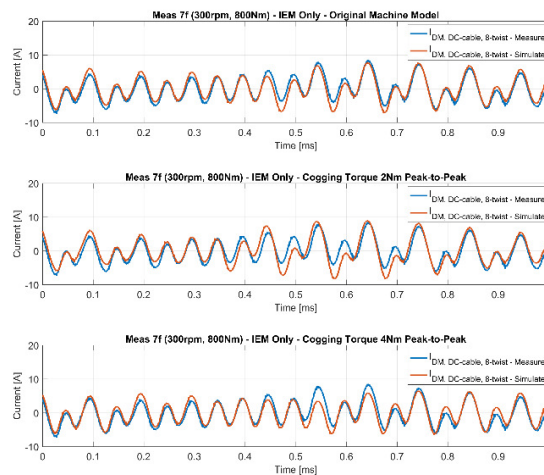 Meas 7f (300rpm, 800Nm) - IEM Only - Original Machine Model
20
10
0
-10
Current [A]
I DM, DC-cable, 8-twist - Measure
I DM, DC-cable, 8-twist - Simulate
0 0.1 0.2 0.3 0.4 0.5 0.6 0.7 0.8 0.9
Time [ms]
Meas 7f (300rpm, 800Nm) - IEM Only - Cogging Torque 2Nm Peak-to-Peak
20
10
0
-10
Current [A]
I DM, DC-cable, 8-twist - Measure
I DM, DC-cable, 8-twist - Simulate
0 0.1 0.2 0.3 0.4 0.5 0.6 0.7 0.8 0.9
Time [ms]
Meas 7f (300rpm, 800Nm) - IEM Only - Cogging Torque 4Nm Peak-to-Peak
20
10
0
-10
Current [A]
I DM, DC-cable, 8-twist - Measure
I DM, DC-cable, 8-twist - Simulate
0 0.1 0.2 0.3 0.4 0.5 0.6 0.7 0.8 0.9
Time [ms]